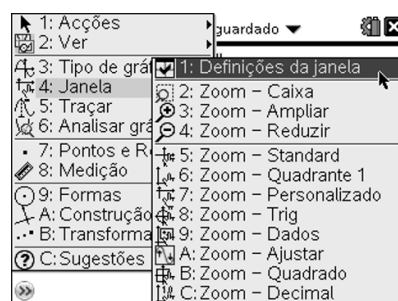 1: Acções
guardado
2: Ver
3: Tipo de grá
4: Janela
5: Traçar
6: Analisar grá
7: Pontos e R
8: Medição
9: Formas
A: Construção
B: Transforma
C: Sugestões
1: Definições da janela
2: Zoom – Caixa
3: Zoom – Ampliar
4: Zoom – Reduzir
5: Zoom – Standard
6: Zoom – Quadrante 1
7: Zoom – Personalizado
8: Zoom – Trig
9: Zoom – Dados
A: Zoom – Ajustar
B: Zoom – Quadrado
C: Zoom – Decimal